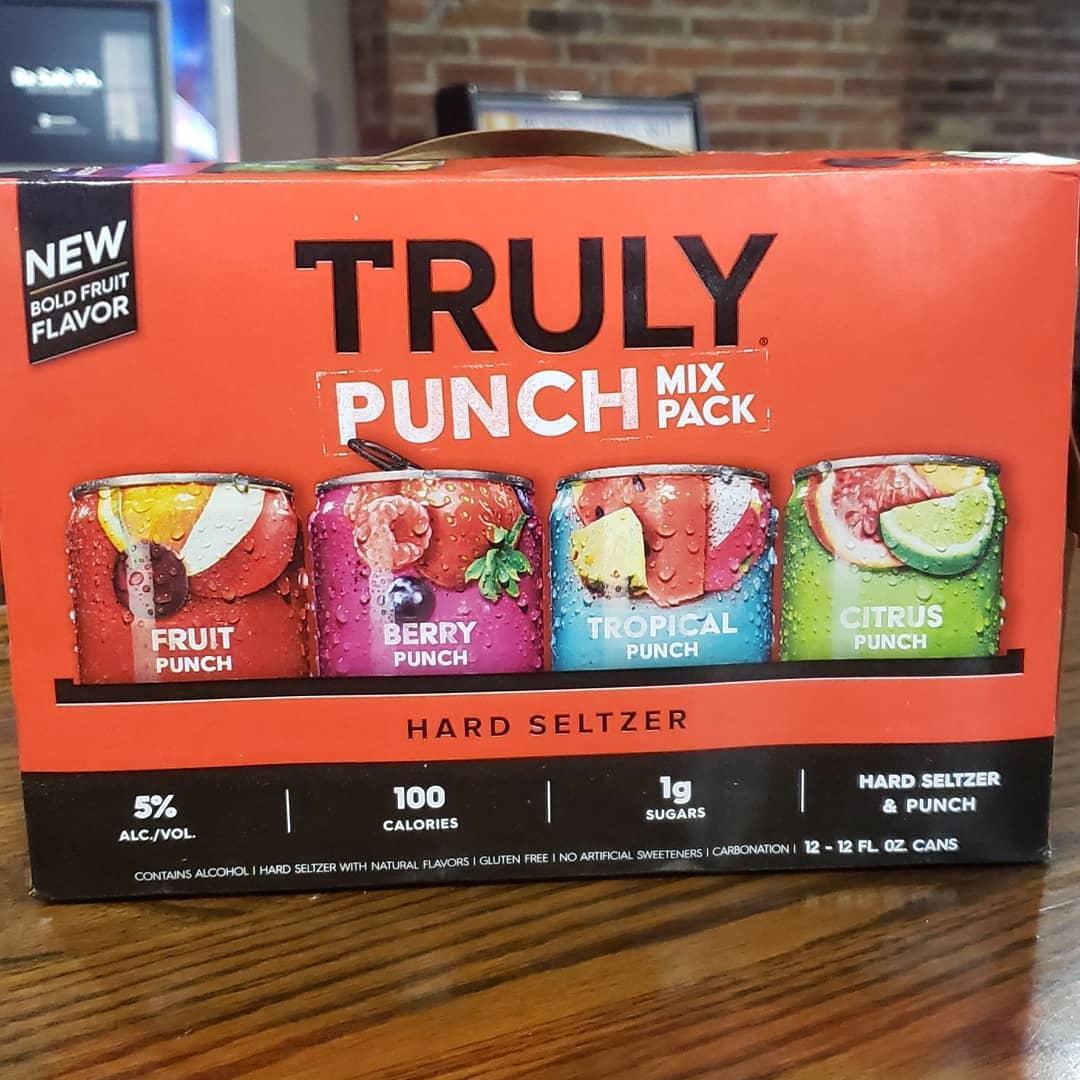 NEW
BOLD FRUIT
FLAVOR
TRULY®
PUNCH MIX
PACK
FRUIT
PUNCH
BERRY
PUNCH
TROPICAL
PUNCH
CITRUS
PUNCH
HARD SELTZER
5%
ALC./VOL.
100
CALORIES
1g
SUGARS
HARD SELTZER
& PUNCH
CONTAINS ALCOHOL | HARD SELTZER WITH NATURAL FLAVORS | GLUTEN FREE | NO ARTIFICIAL SWEETENERS | CARBONATION | 12 - 12 FL. OZ. CANS